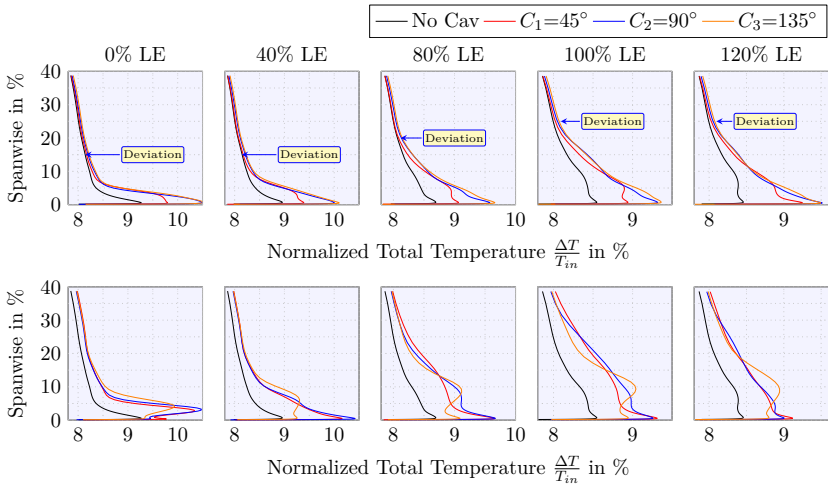 No Cav C₁=45° C₂=90° C₃=135°
0% LE 40% LE 80% LE 100% LE 120% LE
40
30
20
10
0
Spanwise in %
Deviation Deviation Deviation Deviation Deviation
8 9 10 8 9 10 8 9 10 8 9 8 9
Normalized Total Temperature ΔT/T_in in %
40
30
20
10
0
Spanwise in %
8 9 10 8 9 10 8 9 10 8 9 8 9
Normalized Total Temperature ΔT/T_in in %